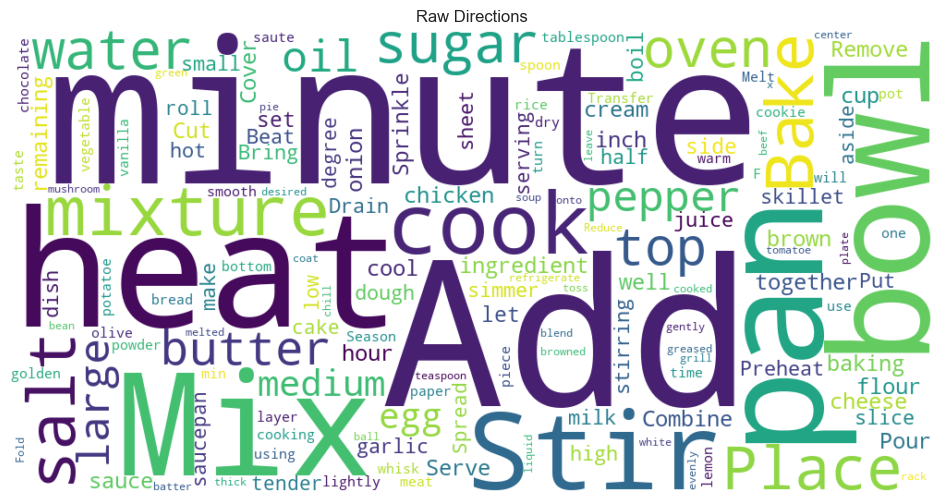 Raw Directions
minute
Add
heat
bowl
Mix
pan
Stir
cook
Bake
sugar
water
oil
ovene
mixture
pepper
top
butter
salt
large
Place
medium
egg
chocolate
saute
small
Cover
tablespoon
spoon
boil
center
Remove
green
remaining
vegetable
vanilla
roll
Cut
hot
pie
set
Beat
Bring
degree
onion
Sprinkle
sheet
rice
dry
serving
turn
cream
Transfer
inch
half
leave
Melt
x
cookie
side
warm
beef
F
cup
pot
aside
will
skillet
taste
mushroom
smooth
desired
Drain
chicken
soup
onto
Reduce
juice
brown
plate
tomatoe
one
dish
potatoe
make
bottom
coat
bread
low
chill
cool
dough
ingredient
simmer
refrigerate
toss
let
well
cooked
together
Put
use
bean
olive
melted
powder
cake
Season
hour
piece
blend
browned
stirring
gently
greased
grill
time
Preheat
baking
flour
cheese
slice
Pour
golden
saucepan
min
layer
cooking
using
ball
teaspoon
paper
garlic
Spread
milk
Combine
high
white
lemon
evenly
liquid
Serve
whisk
meat
lightly
tender
thick
batter
sauce
Fold
rack